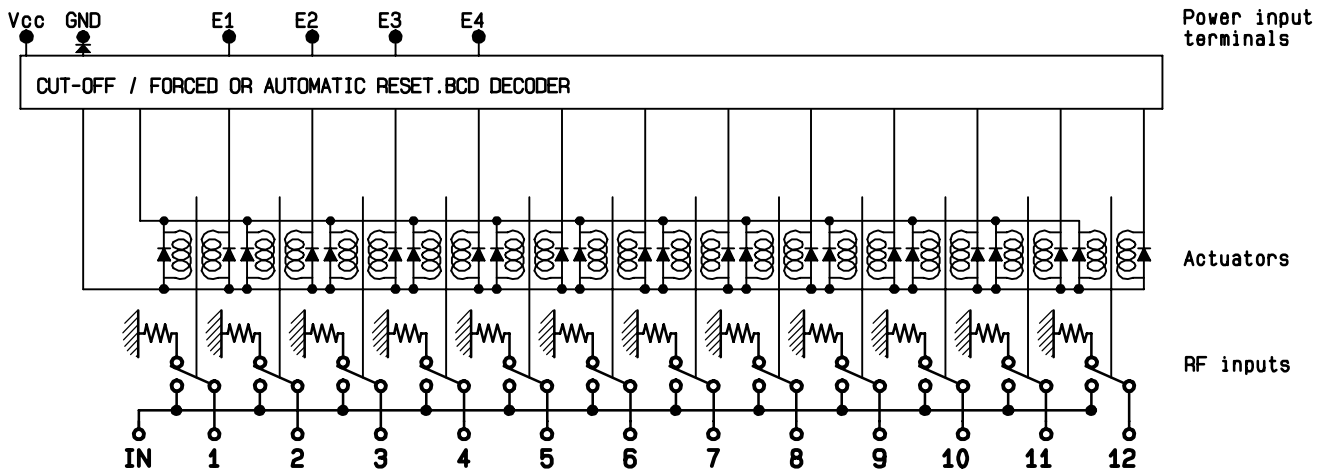 Vcc GND E1 E2 E3 E4 Power input
terminals
CUT-OFF / FORCED OR AUTOMATIC RESET.BCD DECODER
Actuators
RF inputs
IN 1 2 3 4 5 6 7 8 9 10 11 12